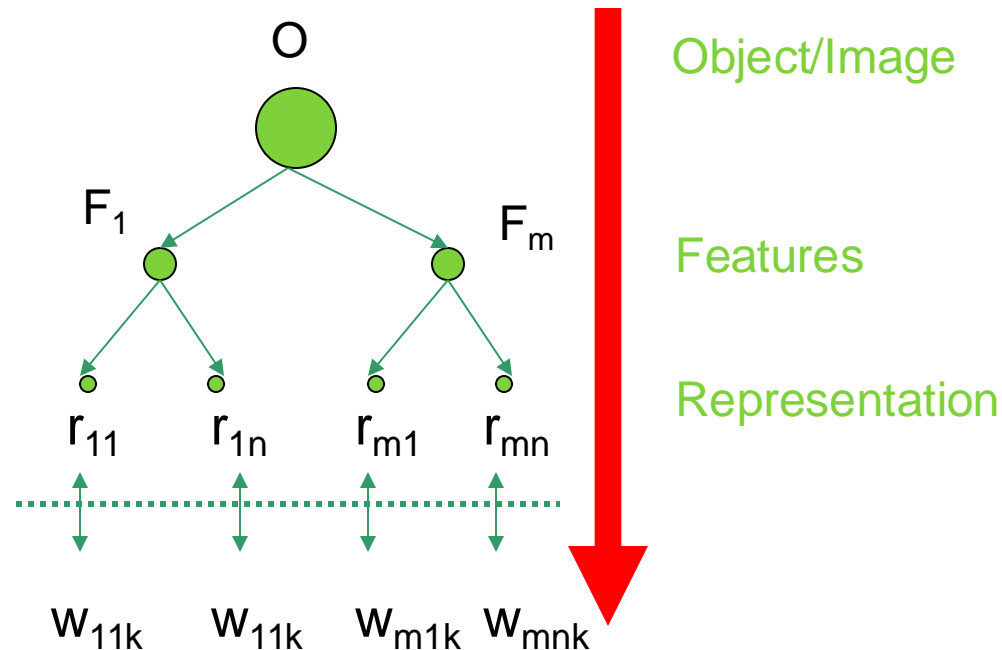 O
Object/Image
F₁
Fₘ
Features
Representation
r₁₁ r₁ₙ rₘ₁ rₘₙ
w₁₁ₖ w₁₁ₖ wₘ₁ₖ wₘₙₖ